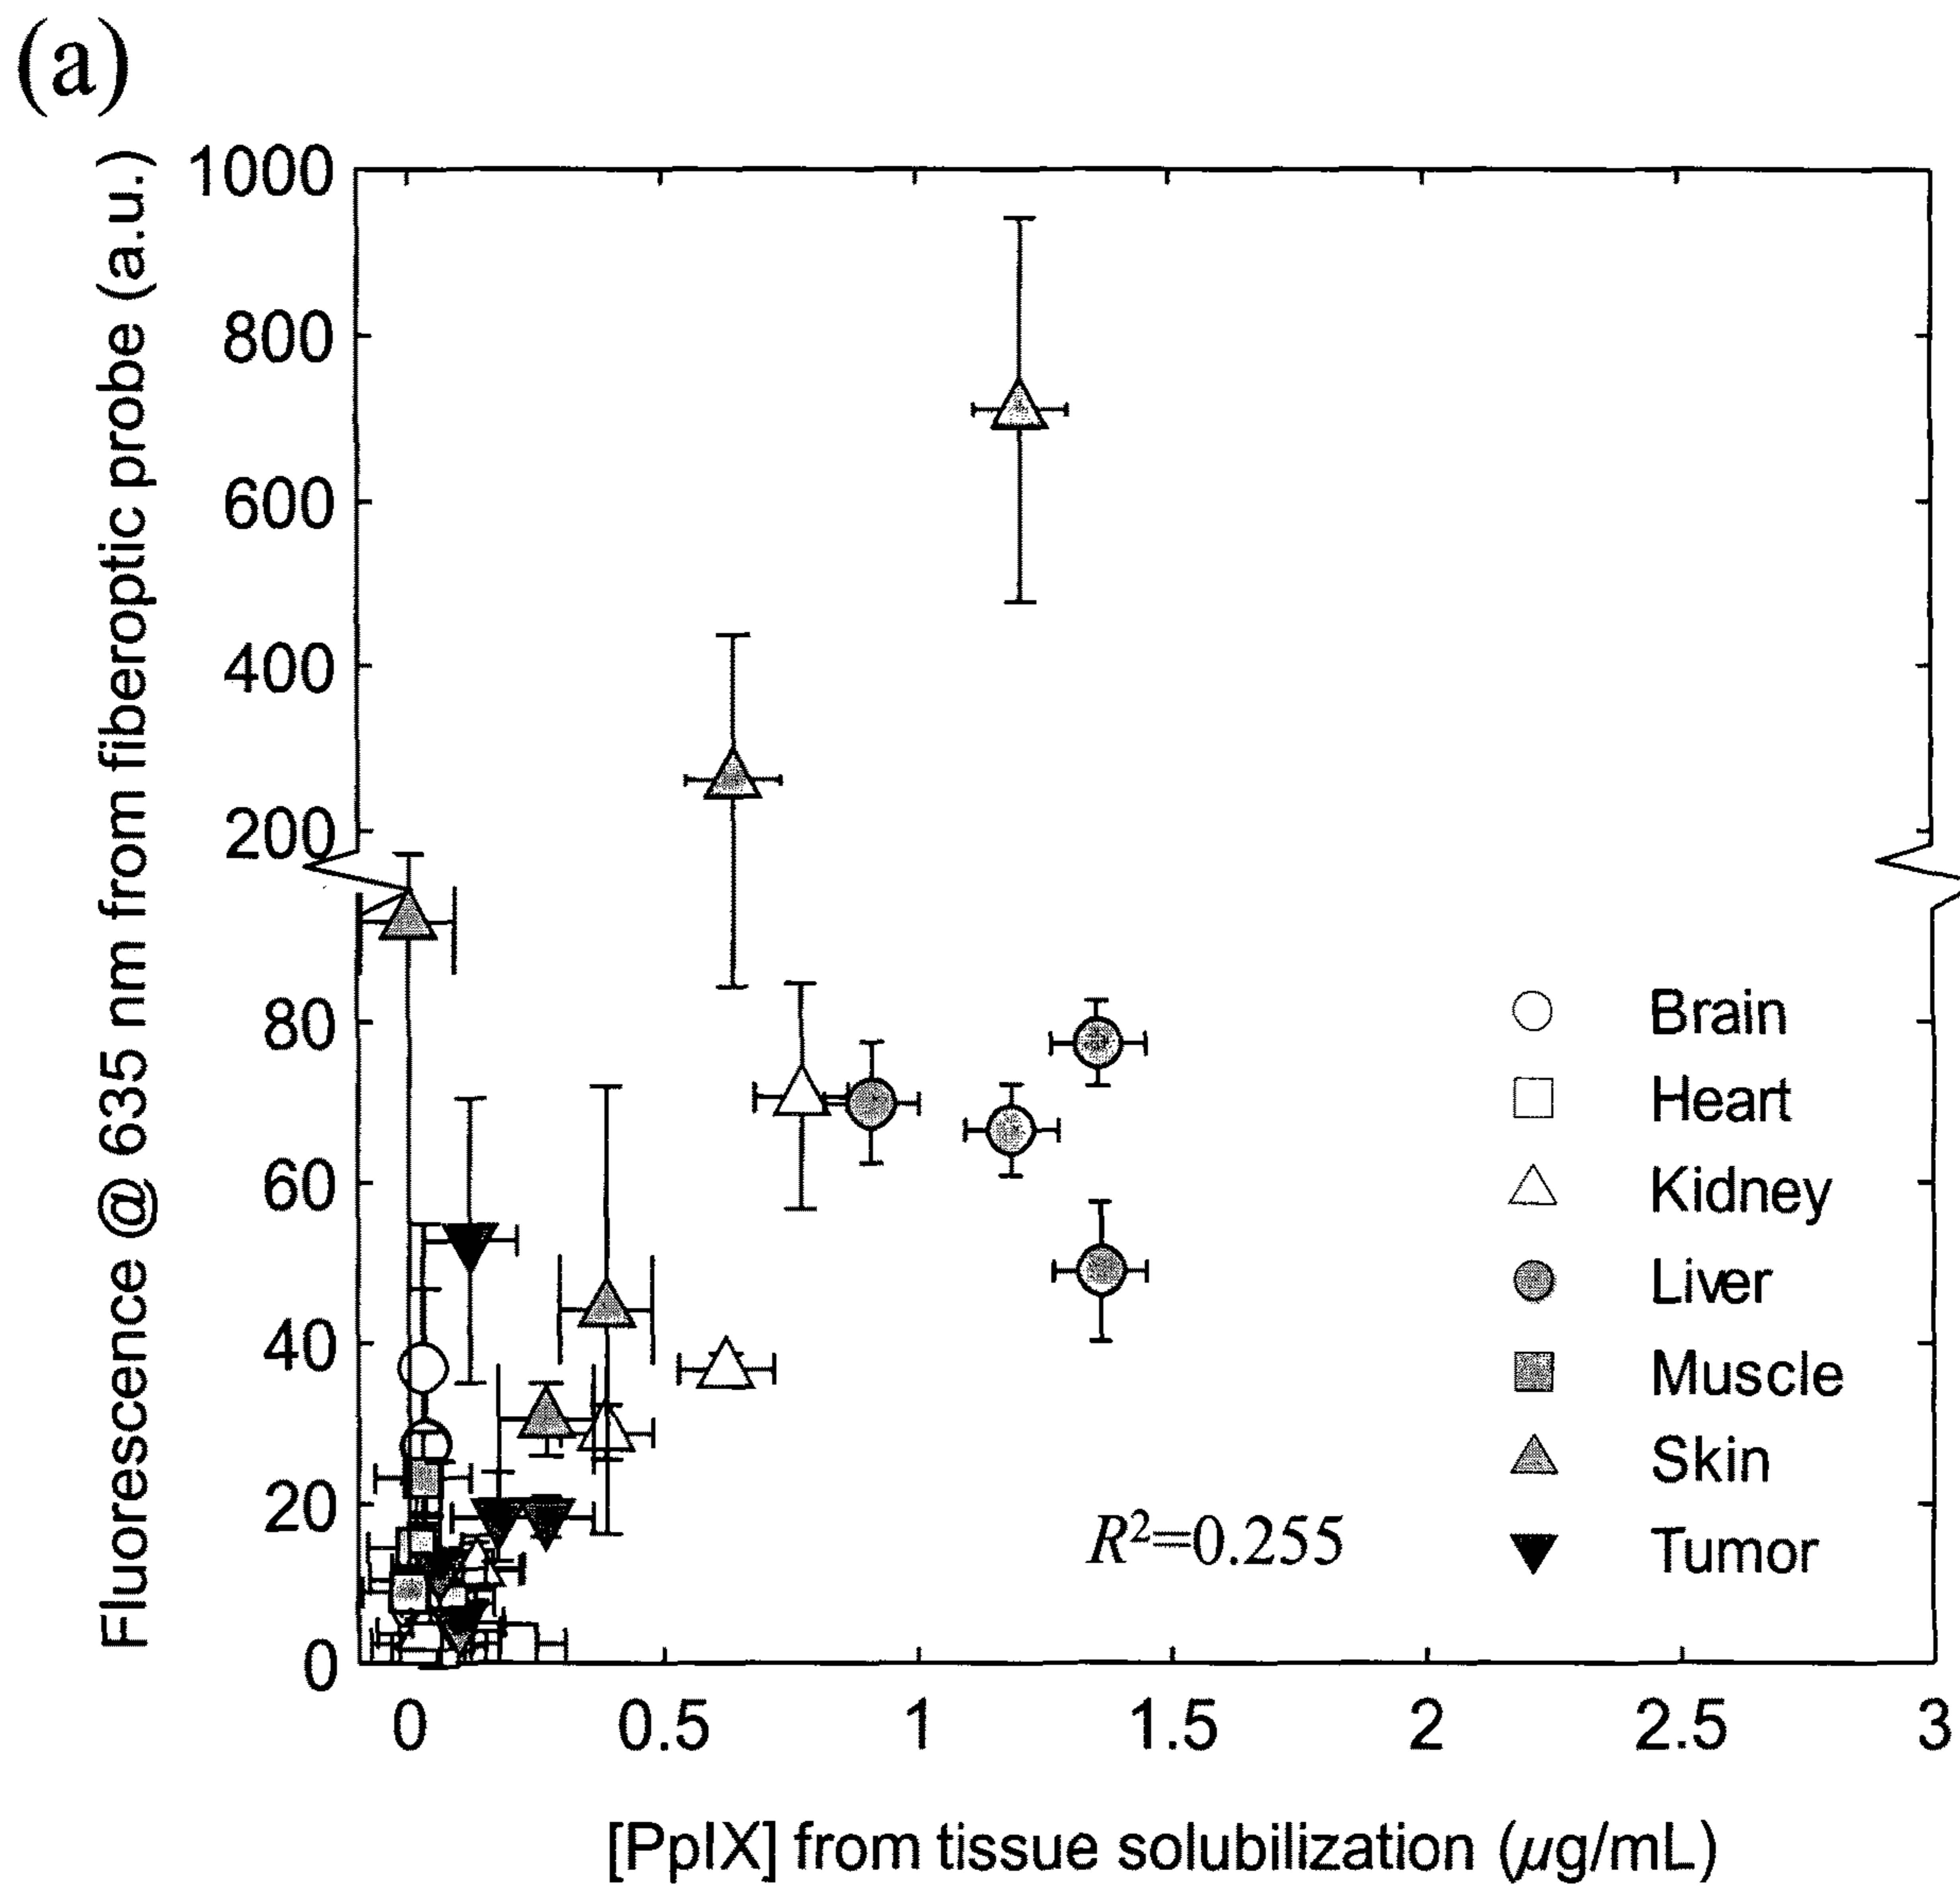 (a)
Fluorescence @ 635 nm from fiberoptic probe (a.u.)
1000
800
600
400
200
80
60
40
20
0
Brain
Heart
Kidney
Liver
Muscle
Skin
Tumor
R²=0.255
0 0.5 1 1.5 2 2.5 3
[PpIX] from tissue solubilization (µg/mL)